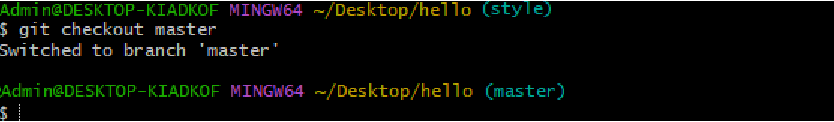 Admin@DESKTOP-KIADKOF MINGW64 ~/Desktop/hello (style)
$ git checkout master
Switched to branch 'master'
Admin@DESKTOP-KIADKOF MINGW64 ~/Desktop/hello (master)
$